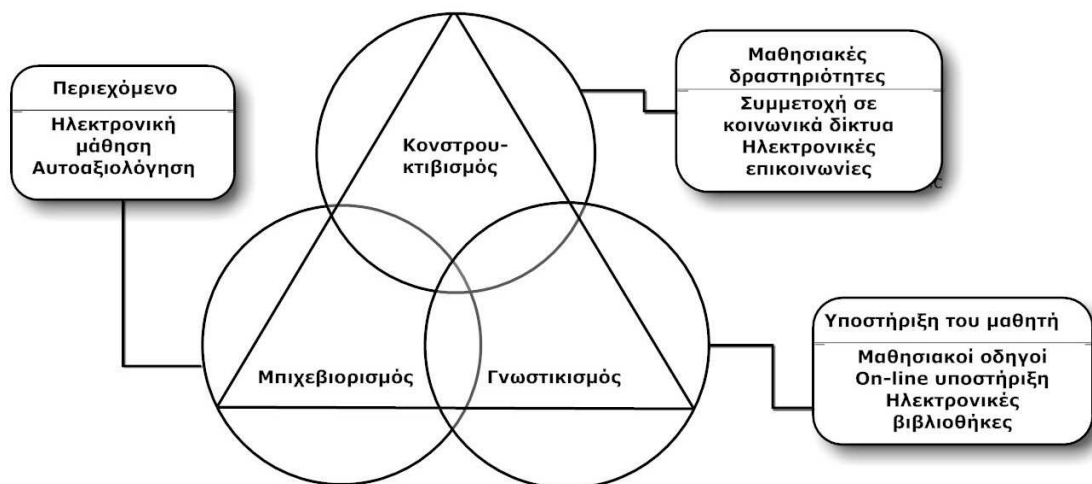 Περιεχόμενο
Ηλεκτρονική
μάθηση
Αυτοαξιολόγηση
Κονστρου-
κτιβισμός
Μαθησιακές
δραστηριότητες
Συμμετοχή σε
κοινωνικά δίκτυα
Ηλεκτρονικές
επικοινωνίες
Μπιχεβιορισμός
Γνωστικισμός
Υποστήριξη του μαθητή
Μαθησιακοί οδηγοί
On-line υποστήριξη
Ηλεκτρονικές
βιβλιοθήκες